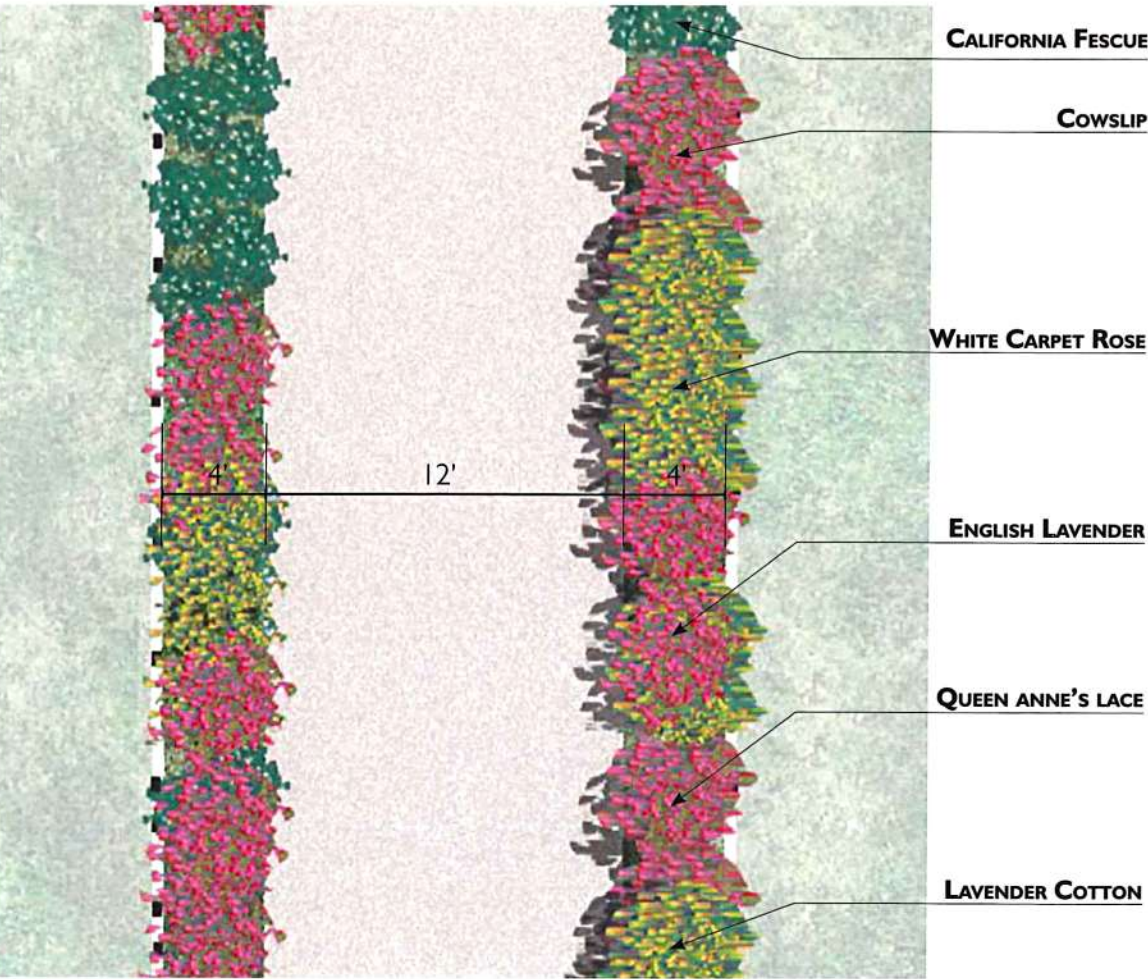 CALIFORNIA FESCUE
COWSLIP
WHITE CARPET ROSE
4' 12' 4'
ENGLISH LAVENDER
QUEEN ANNE'S LACE
LAVENDER COTTON